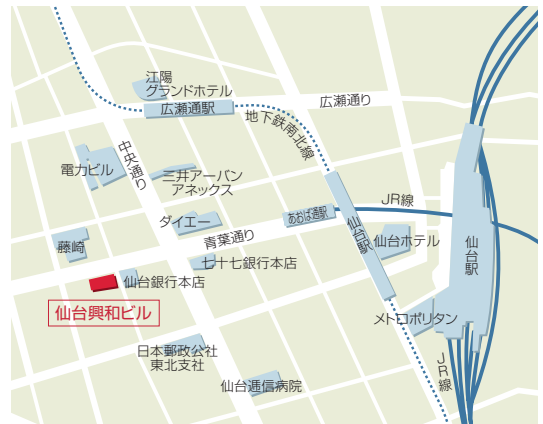 江陽
グランドホテル
広瀬通り
広瀬通駅
地下鉄南北線
中央通り
電力ビル
三井アーバン
アネックス
JR線
ダイエー
あおば通駅
仙台駅
仙台ホテル
仙台駅
青葉通り
藤崎
七十七銀行本店
仙台銀行本店
仙台興和ビル
メトロポリタン
日本郵政公社
東北支社
JR線
仙台逓信病院